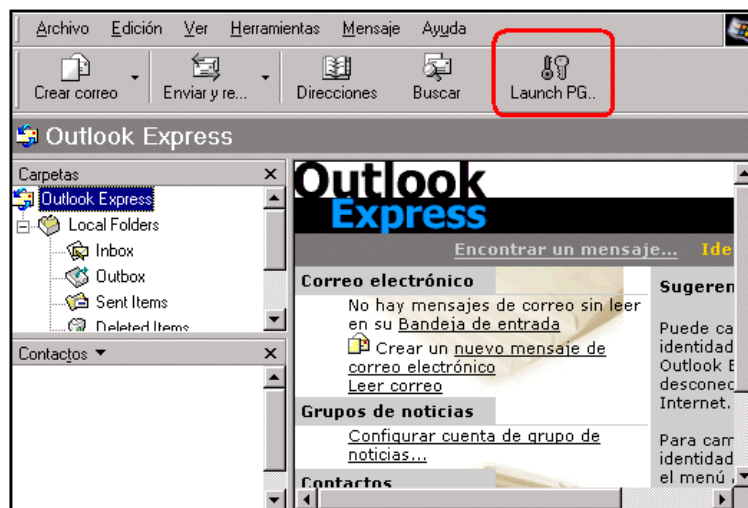 Archivo Edición Ver Herramientas Mensaje Ayuda
Crear correo Enviar y re... Direcciones Buscar Launch PG..
Outlook Express
Carpetas
Outlook Express
Local Folders
Inbox
Outbox
Sent Items
Deleted Items
Contactos
Outlook
Express
Encontrar un mensaje... Ide
Correo electrónico
No hay mensajes de correo sin leer
en su Bandeja de entrada
Crear un nuevo mensaje de
correo electrónico
Leer correo
Grupos de noticias
Configurar cuenta de grupo de
noticias...
Contactos
Sugeren
Puede ca
identidad
Outlook E
desconec
Internet.
Para cam
identidad
el menú